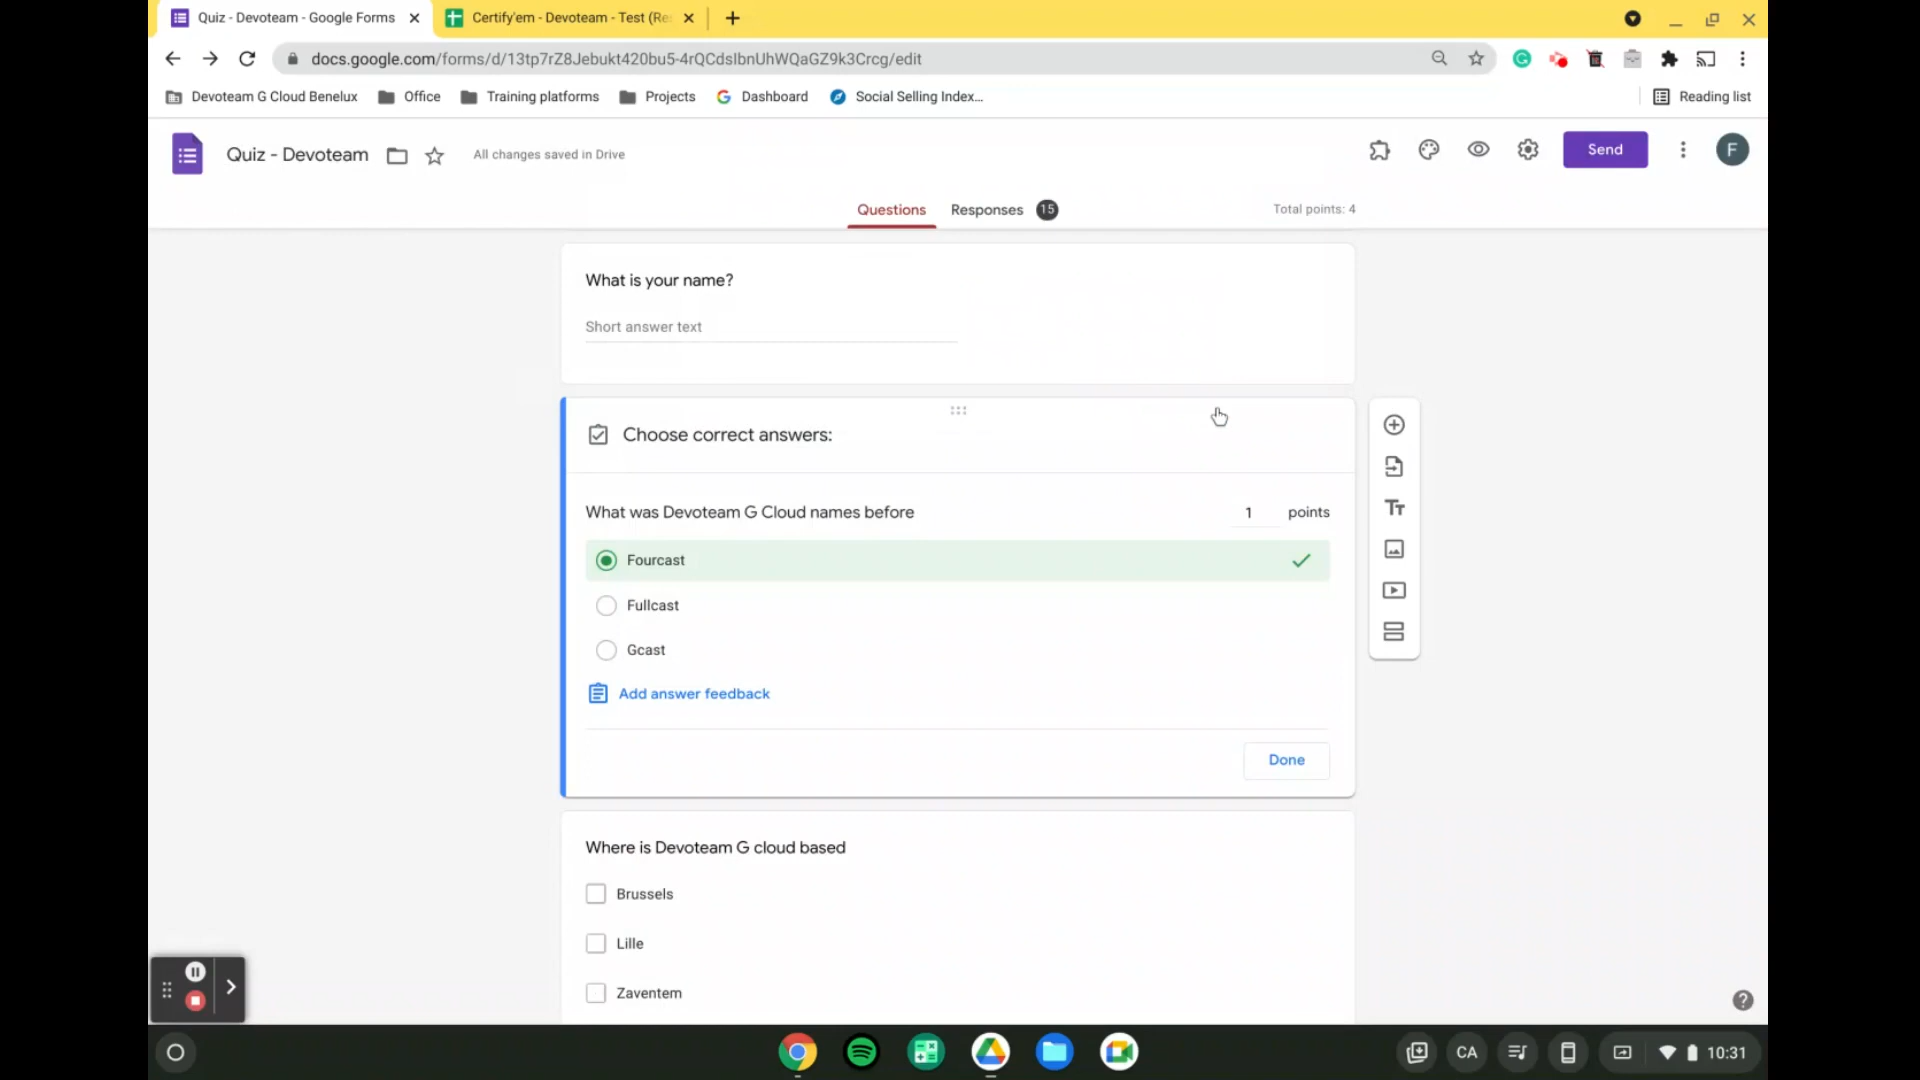 Quiz - Devoteam - Google Forms
Certify'em - Devoteam - Test (Re
docs.google.com/forms/d/13tp7rZ8Jebukt420bu5-4rQCdsIbnUhWQaGZ9k3Crcg/edit
Devoteam G Cloud Benelux
Office
Training platforms
Projects
Dashboard
Social Selling Index...
Reading list
Quiz - Devoteam
All changes saved in Drive
Send
F
Questions
Responses 15
Total points: 4
What is your name?
Short answer text
Choose correct answers:
What was Devoteam G Cloud names before
1 points
Fourcast
Fullcast
Gcast
Add answer feedback
Done
Where is Devoteam G cloud based
Brussels
Lille
Zaventem
CA
10:31